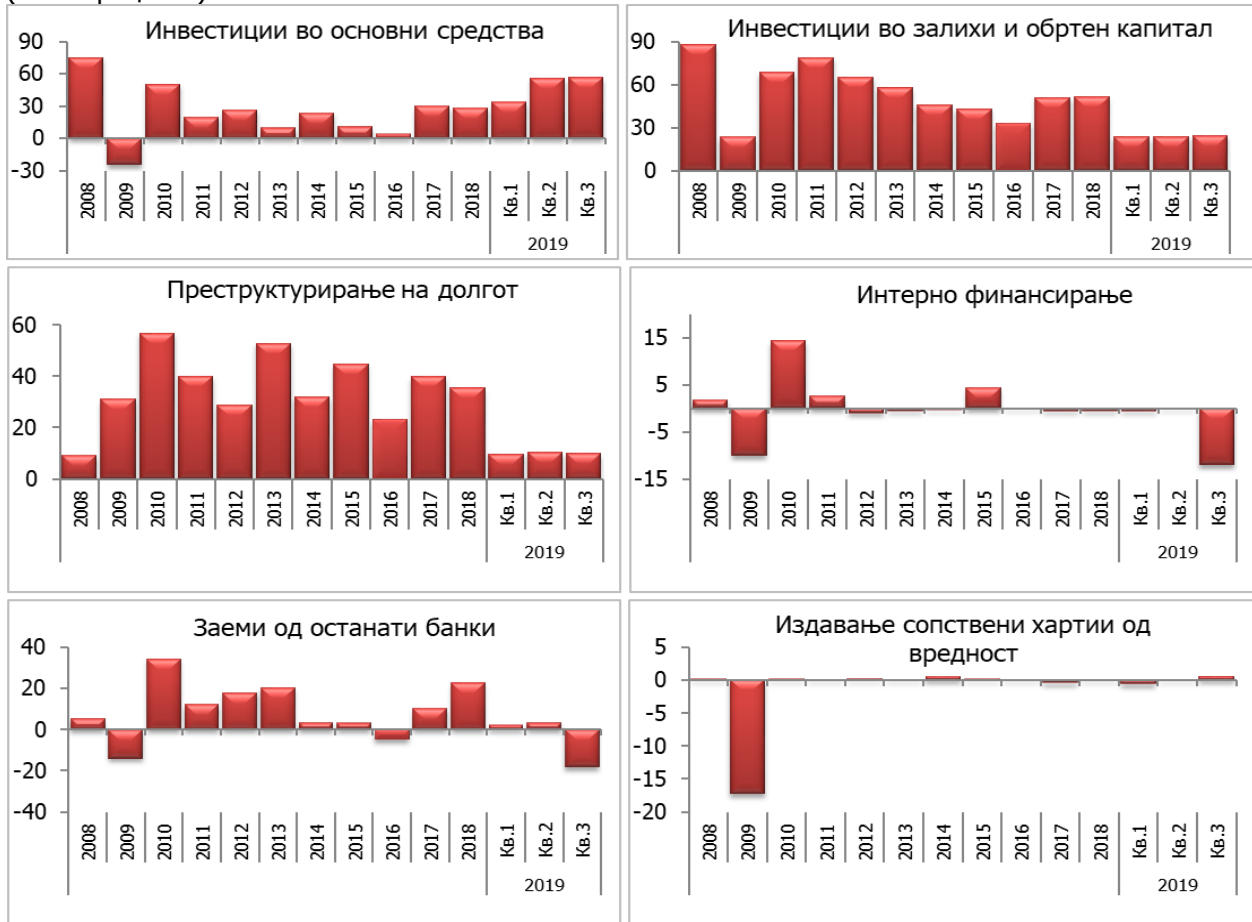 Инвестиции во основни средства
90
60
30
0
-30
2008 2009 2010 2011 2012 2013 2014 2015 2016 2017 2018 Кв.1 Кв.2 Кв.3
2019
Инвестиции во залихи и обртен капитал
90
60
30
0
2008 2009 2010 2011 2012 2013 2014 2015 2016 2017 2018 Кв.1 Кв.2 Кв.3
2019
Преструктурирање на долгот
60
40
20
0
2008 2009 2010 2011 2012 2013 2014 2015 2016 2017 2018 Кв.1 Кв.2 Кв.3
2019
Интерно финансирање
15
5
-5
-15
2008 2009 2010 2011 2012 2013 2014 2015 2016 2017 2018 Кв.1 Кв.2 Кв.3
2019
Заеми од останати банки
40
20
0
-20
-40
2008 2009 2010 2011 2012 2013 2014 2015 2016 2017 2018 Кв.1 Кв.2 Кв.3
2019
Издавање сопствени хартии од
вредност
5
0
-5
-10
-15
-20
2008 2009 2010 2011 2012 2013 2014 2015 2016 2017 2018 Кв.1 Кв.2 Кв.3
2019